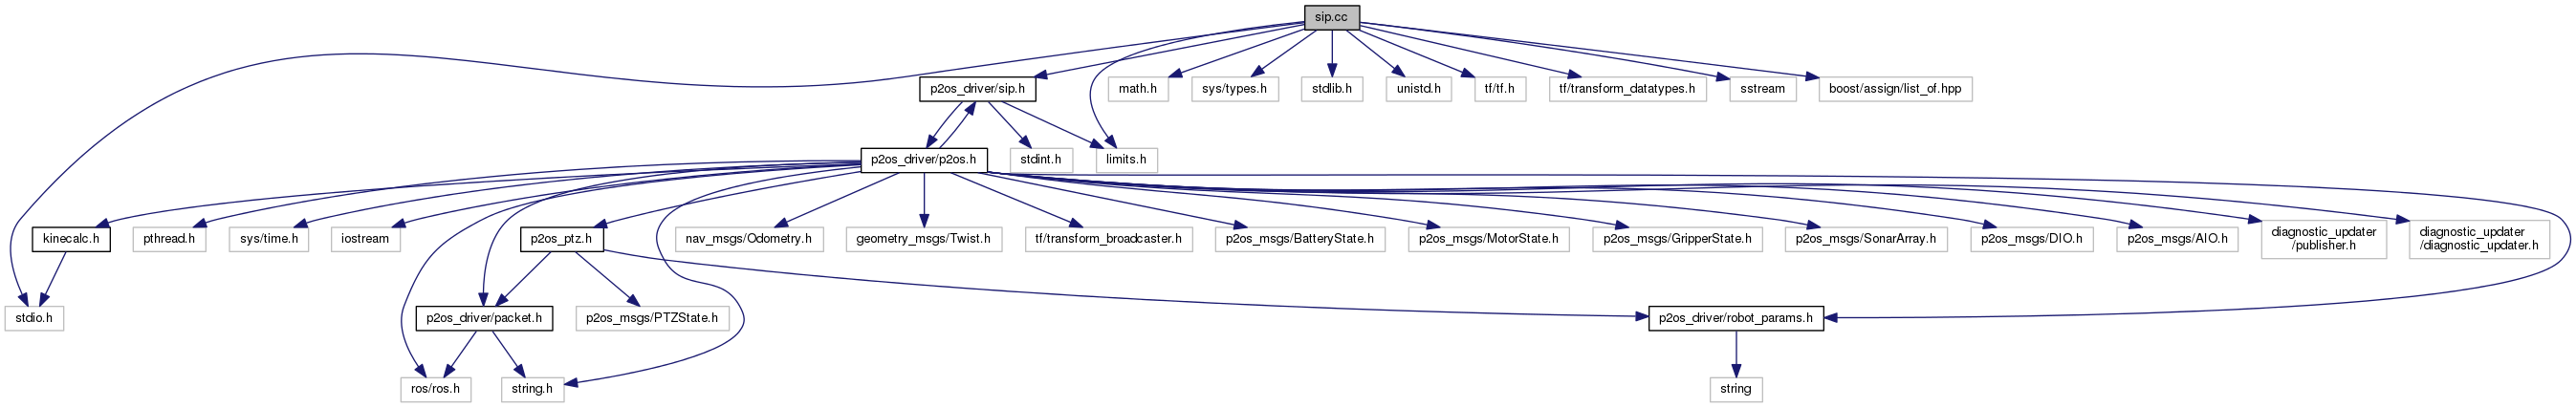 sip.cc
p2os_driver/sip.h
math.h
sys/types.h
stdlib.h
unistd.h
tf/tf.h
tf/transform_datatypes.h
sstream
boost/assign/list_of.hpp
p2os_driver/p2os.h
stdint.h
limits.h
kinecalc.h
pthread.h
sys/time.h
iostream
p2os_ptz.h
nav_msgs/Odometry.h
geometry_msgs/Twist.h
tf/transform_broadcaster.h
p2os_msgs/BatteryState.h
p2os_msgs/MotorState.h
p2os_msgs/GripperState.h
p2os_msgs/SonarArray.h
p2os_msgs/DIO.h
p2os_msgs/AIO.h
diagnostic_updater
/publisher.h
diagnostic_updater
/diagnostic_updater.h
stdio.h
p2os_driver/packet.h
p2os_msgs/PTZState.h
p2os_driver/robot_params.h
ros/ros.h
string.h
string